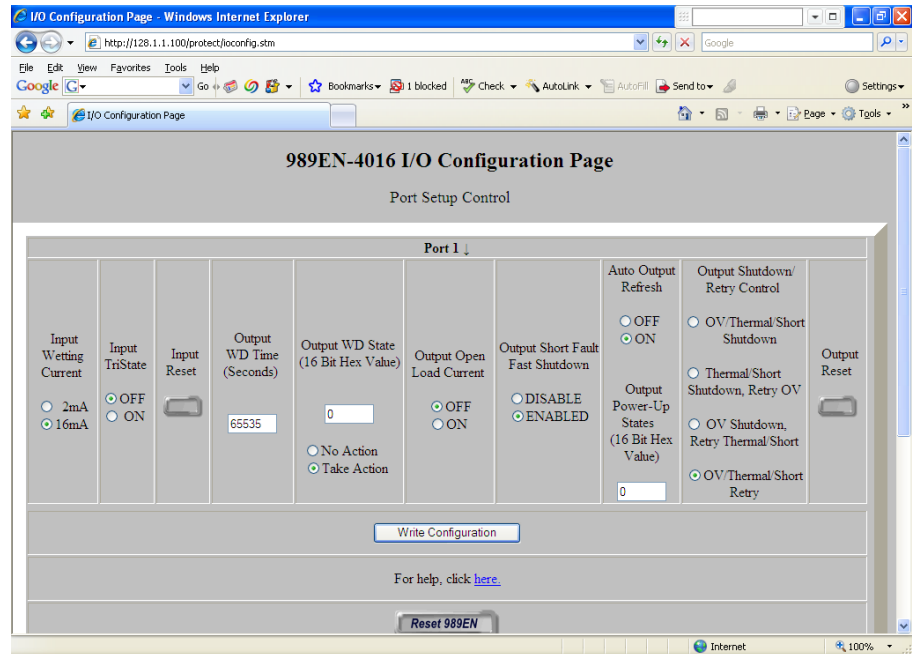 I/O Configuration Page - Windows Internet Explorer
http://128.1.1.100/protect/ioconfig.stm
Google
File Edit View Favorites Tools Help
Google G Go Bookmarks 1 blocked ABC Check AutoLink AutoFill Send to Settings
I/O Configuration Page
Page Tools »
989EN-4016 I/O Configuration Page
Port Setup Control
Port 1 ↓
Input
Wetting
Current
2mA
16mA
Input
TriState
OFF
ON
Input
Reset
Output
WD Time
(Seconds)
65535
Output WD State
(16 Bit Hex Value)
0
No Action
Take Action
Output Open
Load Current
OFF
ON
Output Short Fault
Fast Shutdown
DISABLE
ENABLED
Auto Output
Refresh
OFF
ON
Output
Power-Up
States
(16 Bit Hex
Value)
0
Output Shutdown/
Retry Control
OV/Thermal/Short
Shutdown
Thermal/Short
Shutdown, Retry OV
OV Shutdown,
Retry Thermal/Short
OV/Thermal/Short
Retry
Output
Reset
Write Configuration
For help, click here.
Reset 989EN
Internet
100%